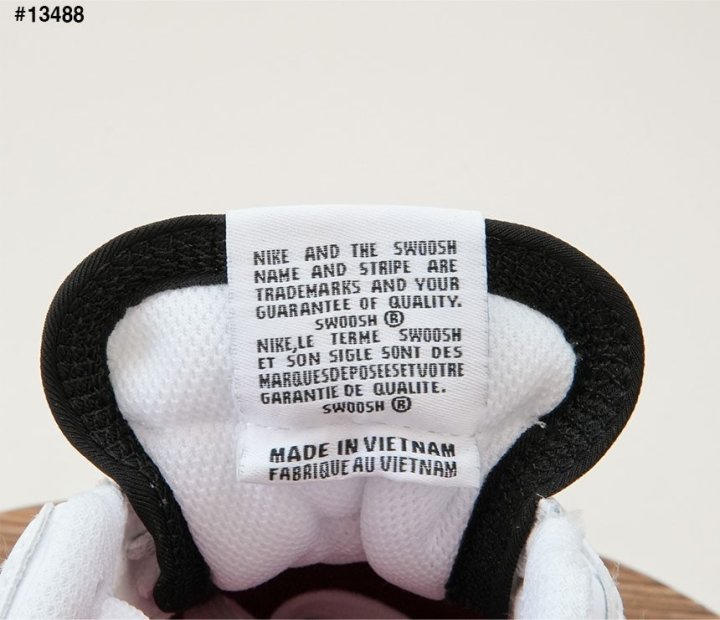 #13488
NIKE AND THE SWOOSH
NAME AND STRIPE ARE
TRADEMARKS AND YOUR
GUARANTEE OF QUALITY.
SWOOSH ®
NIKE,LE TERME SWOOSH
ET SON SIGLE SONT DES
MARQUESDEPOSEESETVOTRE
GARANTIE DE QUALITE.
SWOOSH ®
MADE IN VIETNAM
FABRIQUE AU VIETNAM